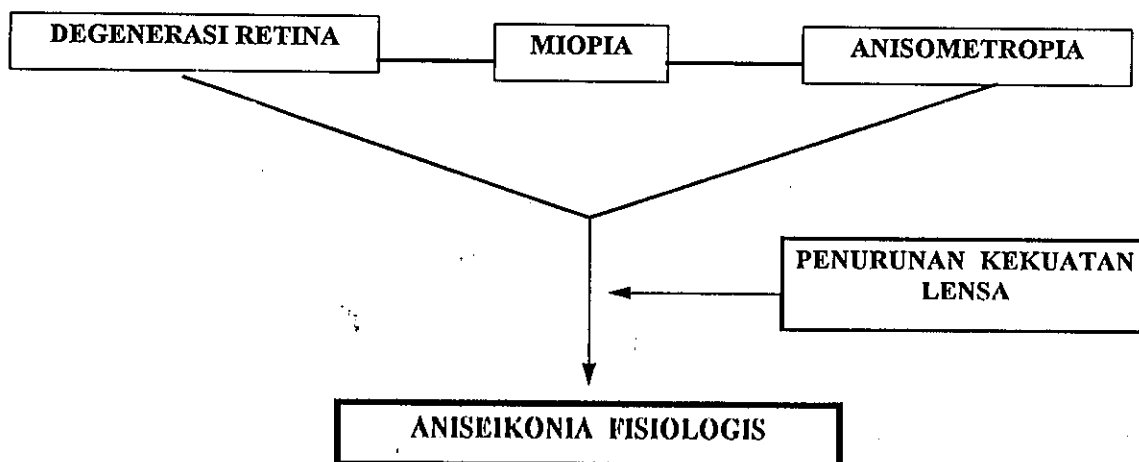 DEGENERASI RETINA
MIOPIA
ANISOMETROPIA
PENURUNAN KEKUATAN
LENSA
ANISEIKONIA FISIOLOGIS